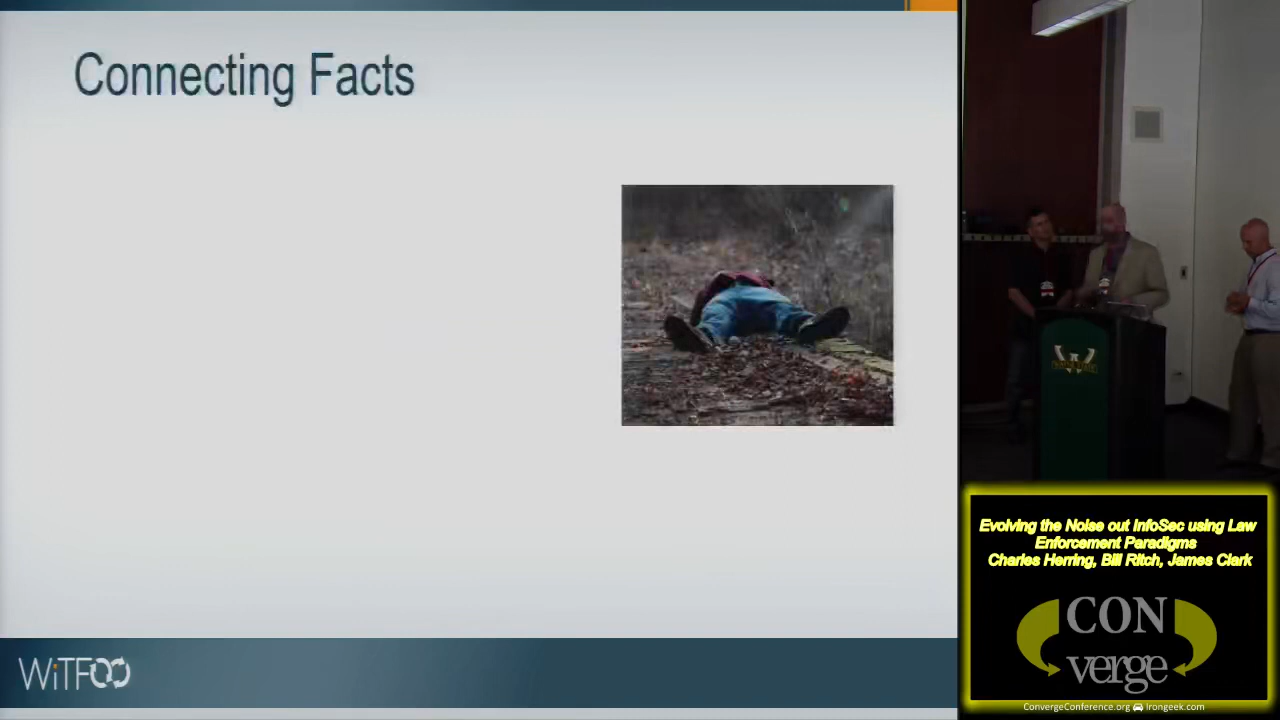 Connecting Facts
WiTFOO
Evolving the Noise out InfoSec using Law
Enforcement Paradigms
Charles Herring, Bill Ritch, James Clark
CON
verge
ConvergeConference.org Irongeek.com